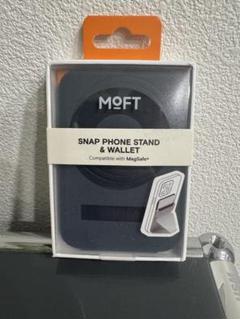 MOFT
SNAP PHONE STAND
& WALLET
Compatible with MagSafe®